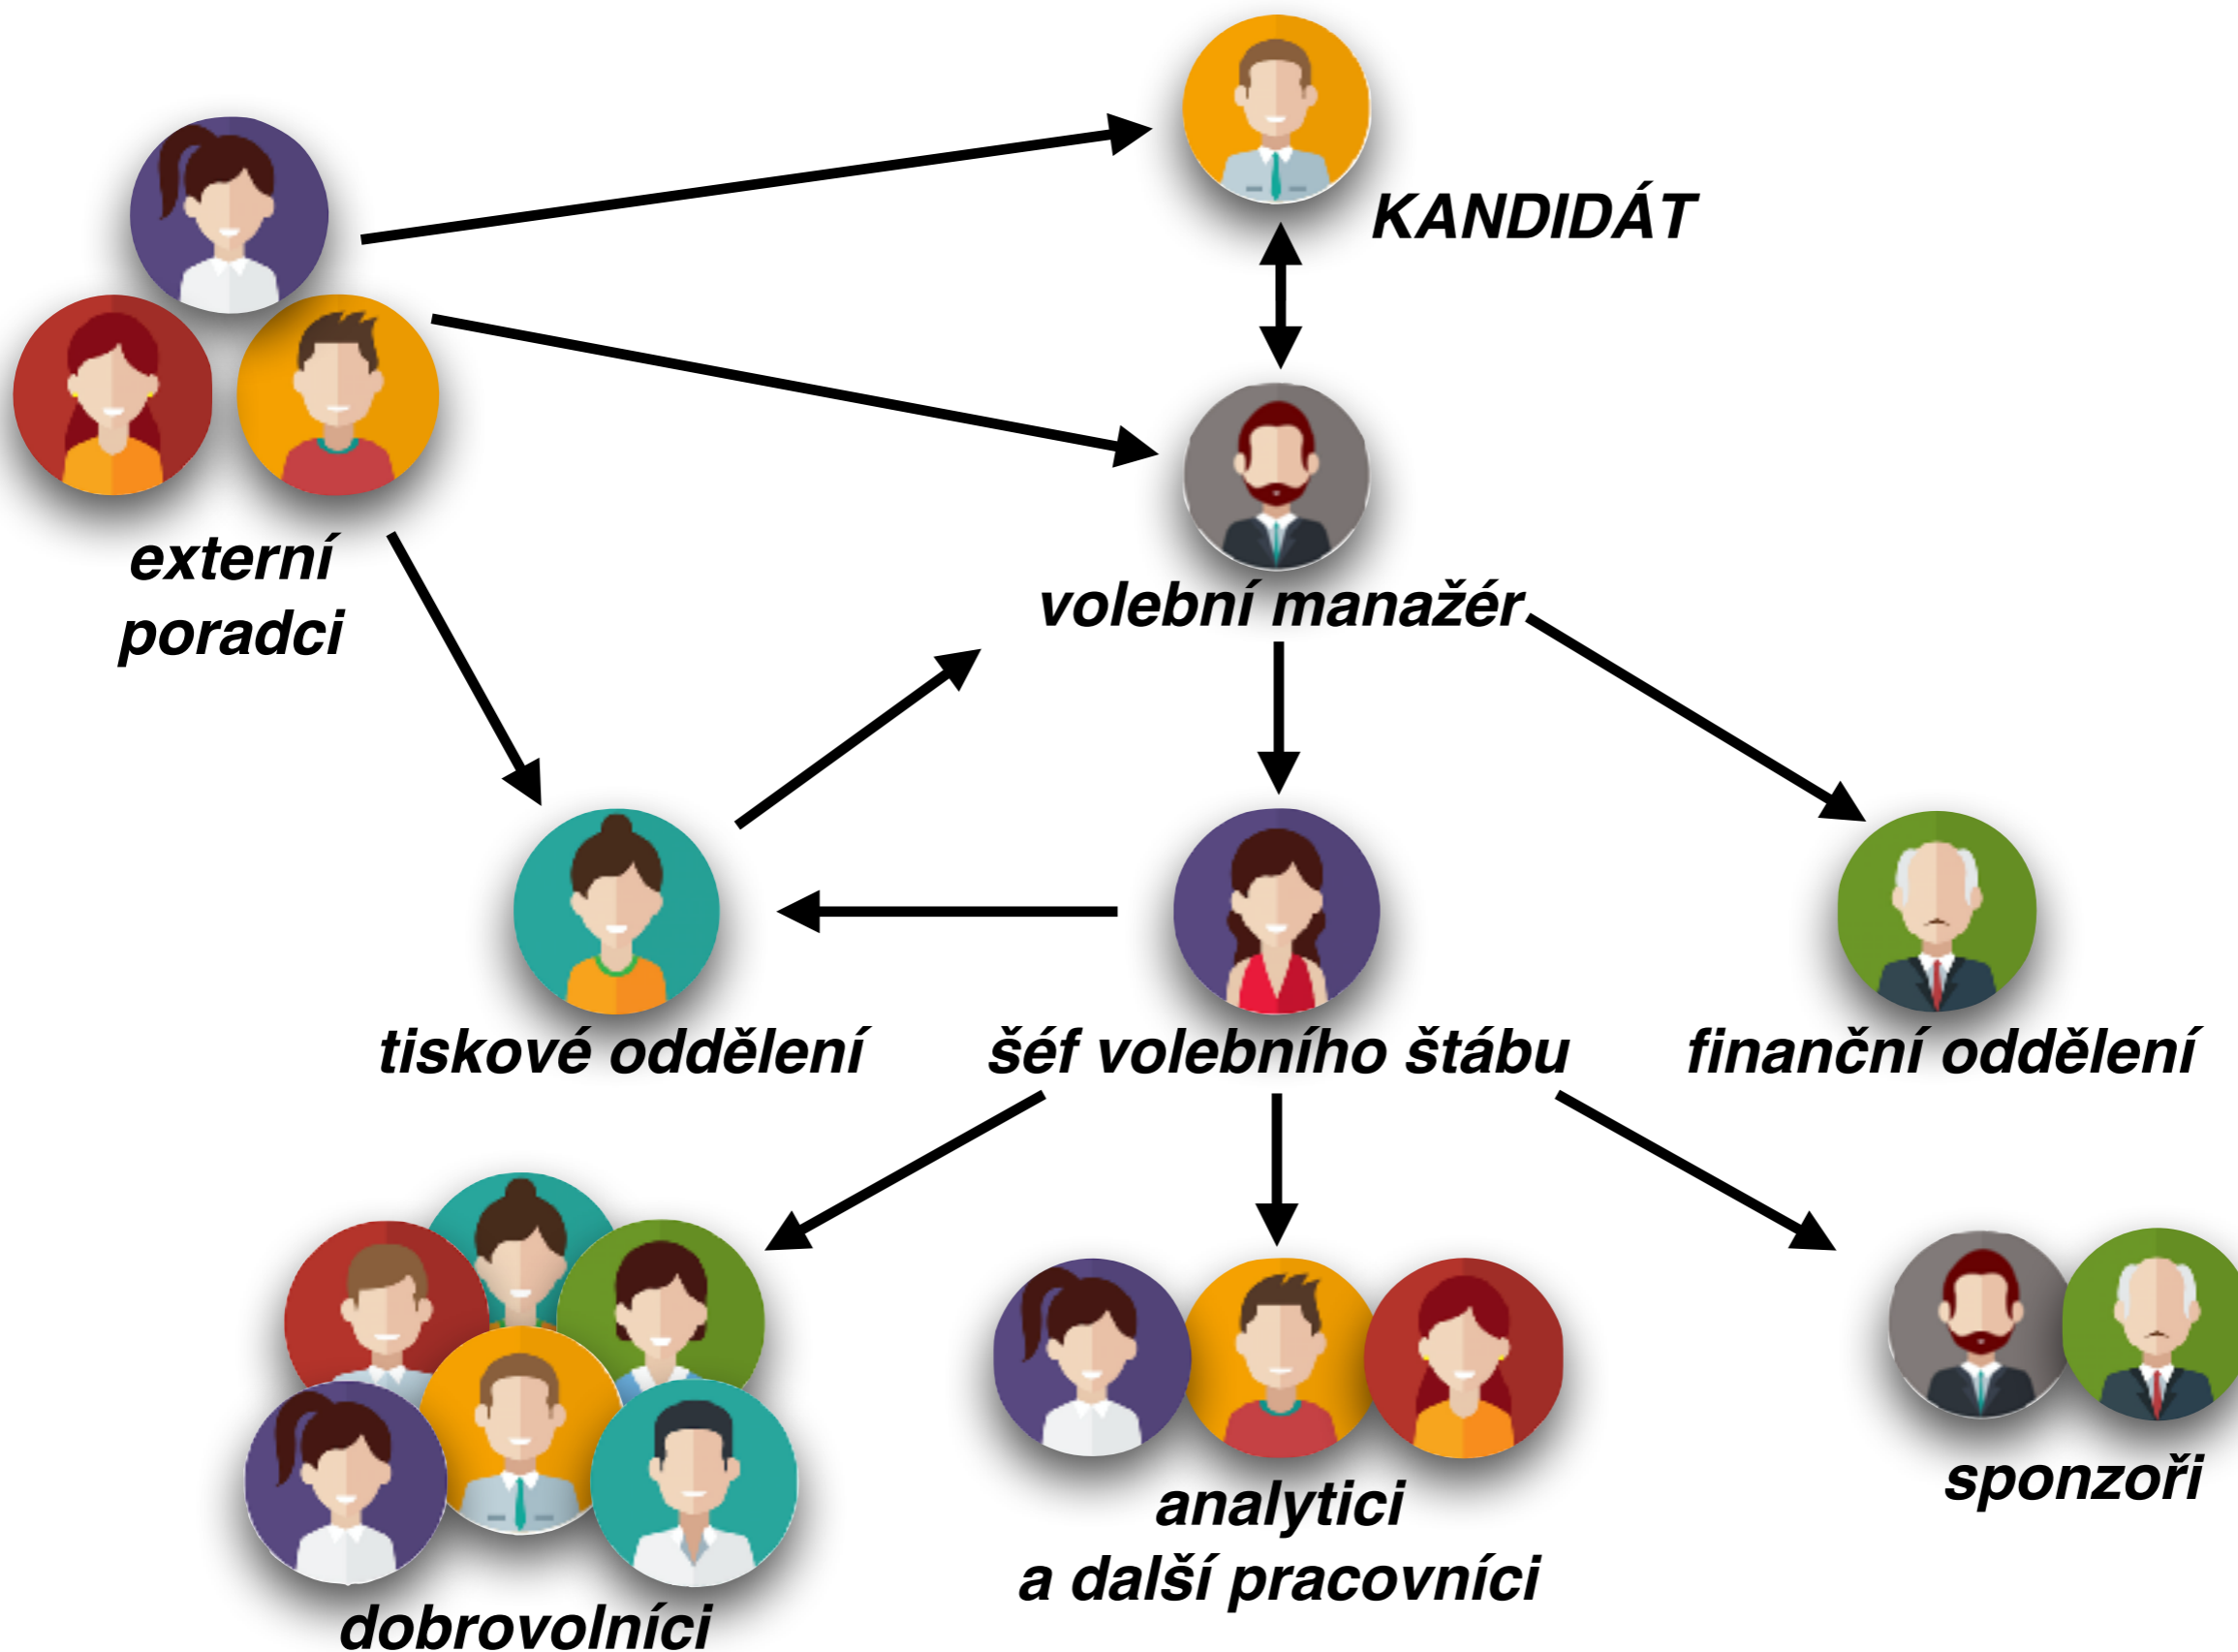 KANDIDÁT
externí
poradci
volební manažér
tiskové oddělení
šéf volebního štábu
finanční oddělení
dobrovolníci
analytici
a další pracovníci
sponzoři